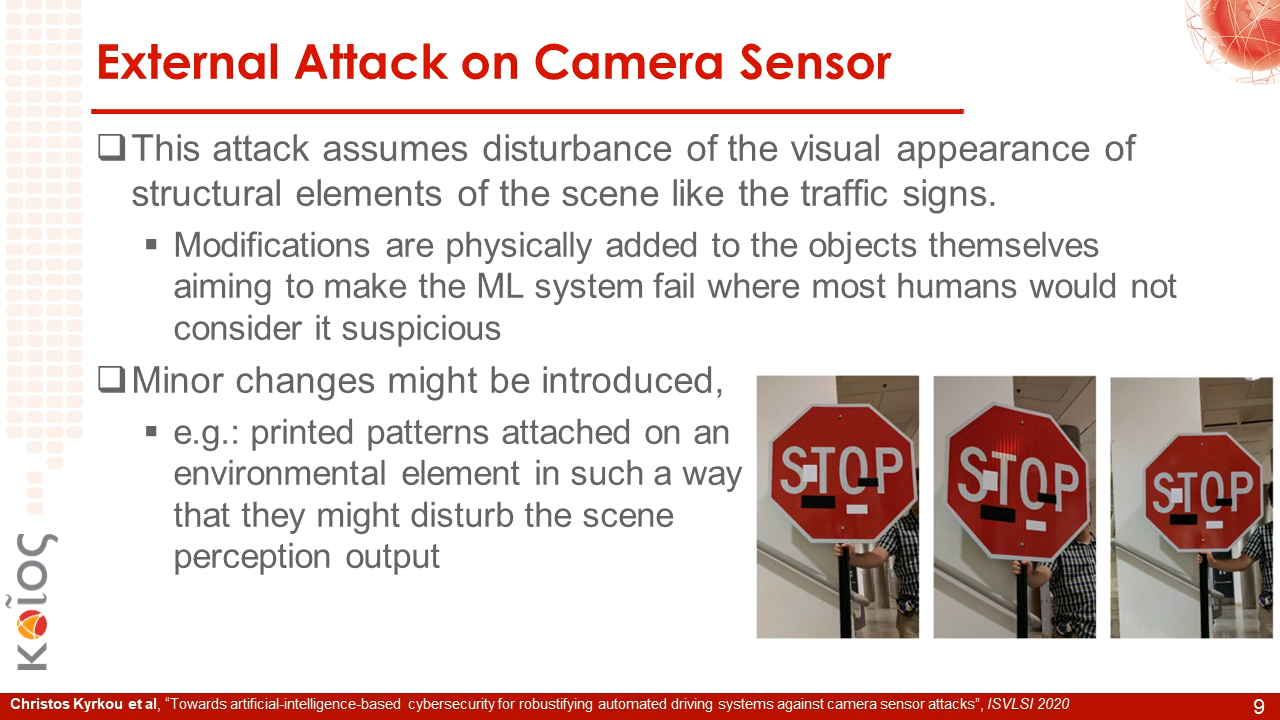 External Attack on Camera Sensor
This attack assumes disturbance of the visual appearance of
structural elements of the scene like the traffic signs.
Modifications are physically added to the objects themselves
aiming to make the ML system fail where most humans would not
consider it suspicious
Minor changes might be introduced,
e.g.: printed patterns attached on an
environmental element in such a way
that they might disturb the scene
perception output
STOP
STOP
STOP
κοῖος
Christos Kyrkou et al, “Towards artificial-intelligence-based cybersecurity for robustifying automated driving systems against camera sensor attacks”, ISVLSI 2020
9